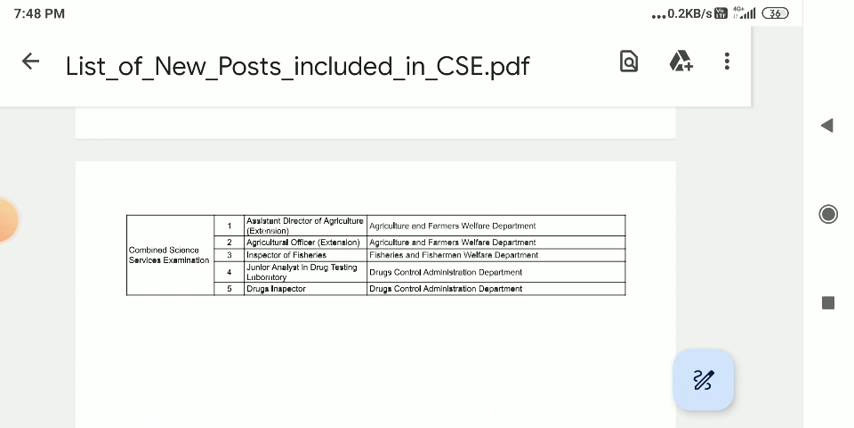 7:48 PM
...0.2KB/s Vo LTE 4G+ 36
List_of_New_Posts_included_in_CSE.pdf
Combined Science
Services Examination
1 Assistant Director of Agriculture
(Extension) Agriculture and Farmers Welfare Department
2 Agricultural Officer (Extension) Agriculture and Farmers Welfare Department
3 Inspector of Fisheries Fisheries and Fishermen Welfare Department
4 Junior Analyst in Drug Testing
Laboratory Drugs Control Administration Department
5 Drugs Inspector Drugs Control Administration Department